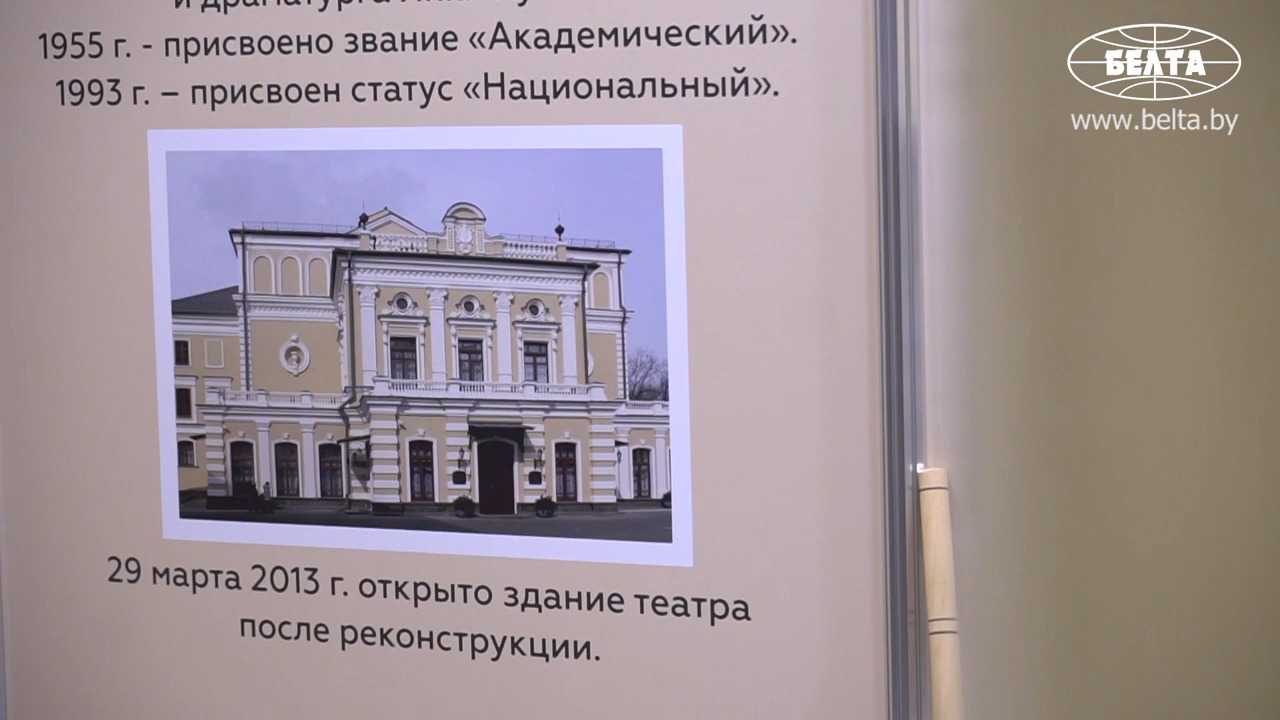 и драматурга
1955 г. - присвоено звание «Академический».
1993 г. – присвоен статус «Национальный».
29 марта 2013 г. открыто здание театра
после реконструкции.
БЕЛТА
www.belta.by